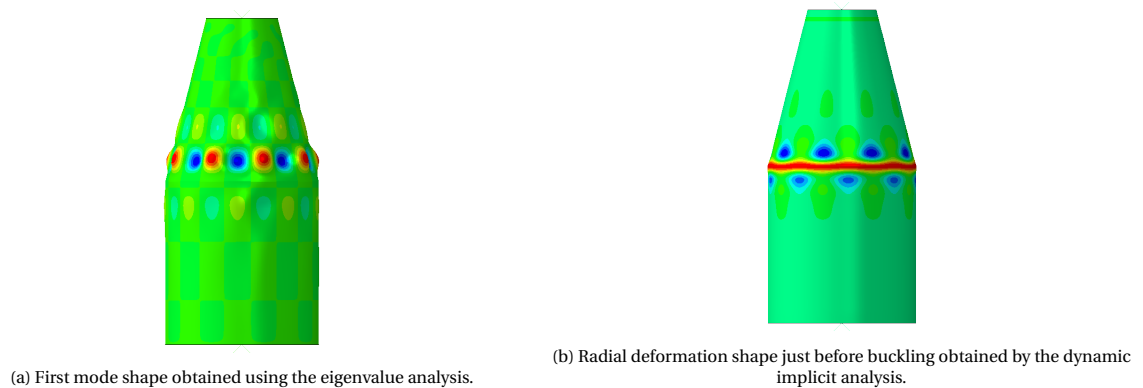 (a) First mode shape obtained using the eigenvalue analysis.
(b) Radial deformation shape just before buckling obtained by the dynamic
implicit analysis.